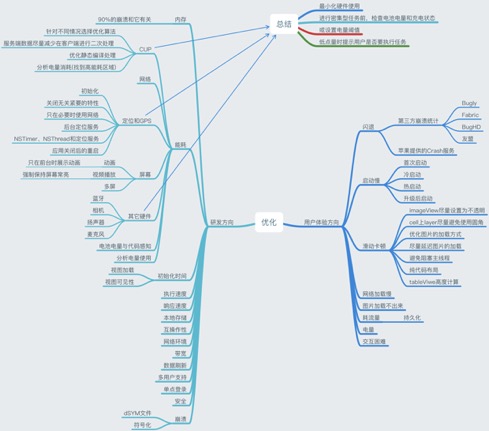 总结
最小化硬件使用
进行密集型任务前，检查电池电量和充电状态
或设置电量阈值
低点量时提示用户是否要执行任务
优化
研发方向
内存
90%的崩溃和它有关
能耗
CUP
针对不同情况选择优化算法
服务端数据尽量减少在客户端进行二次处理
优化静态编译处理
分析电量消耗(找到高能耗区域)
网络
定位和GPS
初始化
关闭无关紧要的特性
只在必要时使用网络
后台定位服务
NSTimer、NSThread和定位服务
应用关闭后的重启
屏幕
动画
只在前台时展示动画
视频播放
强制保持屏幕常亮
多屏
其它硬件
蓝牙
相机
扬声器
麦克风
电池电量与代码感知
分析电量使用
初始化时间
视图加载
视图可见性
执行速度
响应速度
本地存储
互操作性
网络环境
带宽
数据刷新
多用户支持
单点登录
安全
崩溃
dSYM文件
符号化
用户体验方向
闪退
第三方崩溃统计
Bugly
Fabric
BugHD
友盟
苹果提供的Crash服务
启动慢
首次启动
冷启动
热启动
升级后启动
滑动卡顿
imageView尽量设置为不透明
cell上layer尽量避免使用圆角
优化图片的加载方式
尽量延迟图片的加载
避免阻塞主线程
纯代码布局
tableViwe高度计算
网络加载慢
图片加载不出来
耗流量
持久化
电量
交互困难